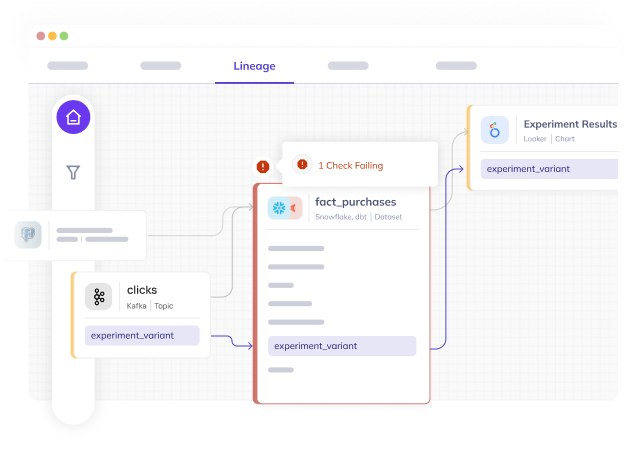 Lineage
1 Check Failing
Experiment Results
Looker | Chart
experiment_variant
fact_purchases
Snowflake, dbt | Dataset
experiment_variant
clicks
Kafka | Topic
experiment_variant